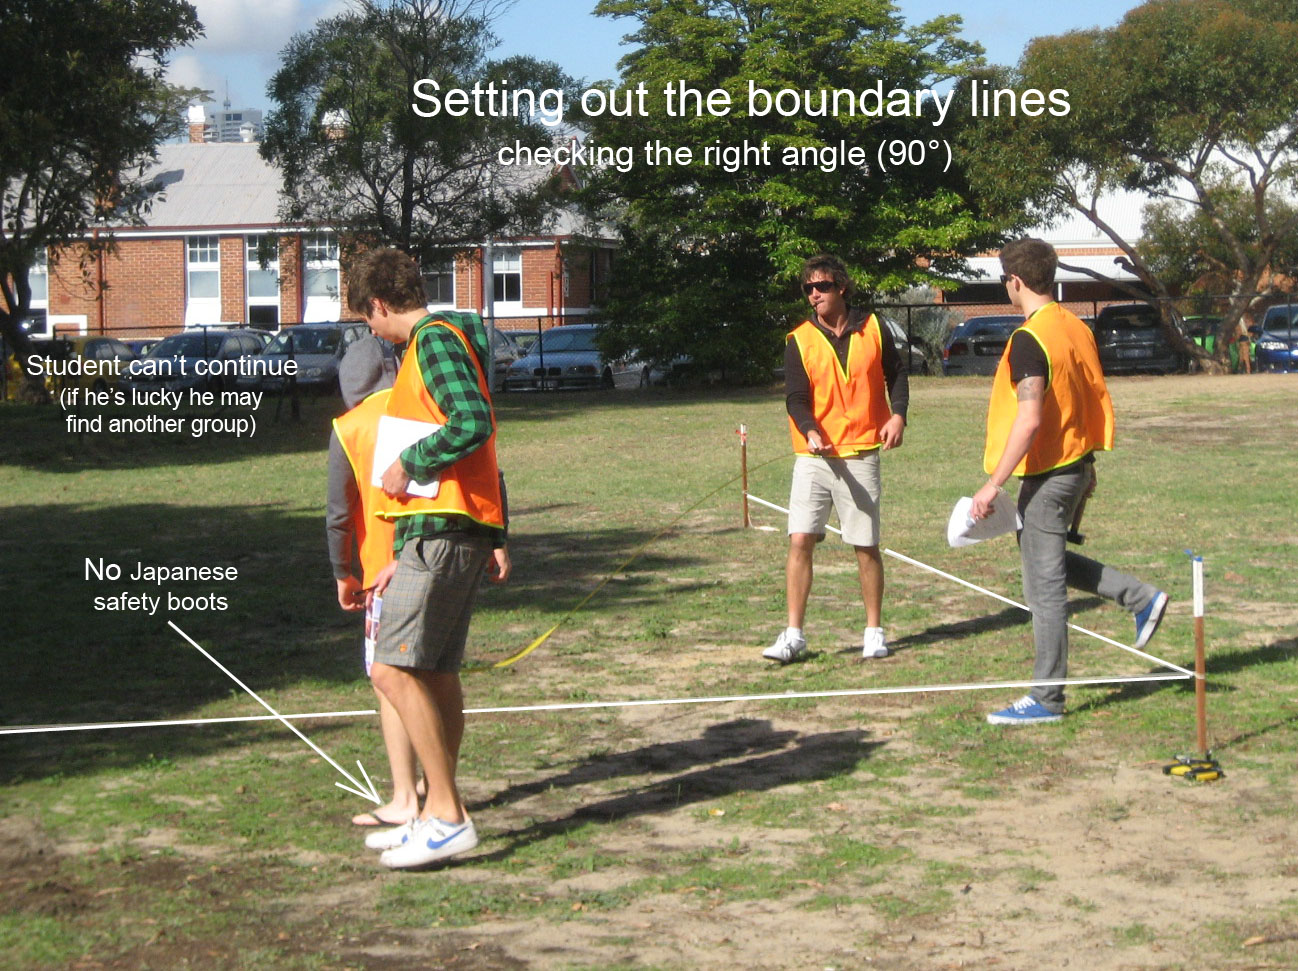 Setting out the boundary lines
checking the right angle (90°)
Student can't continue
(if he's lucky he may
find another group)
No Japanese
safety boots